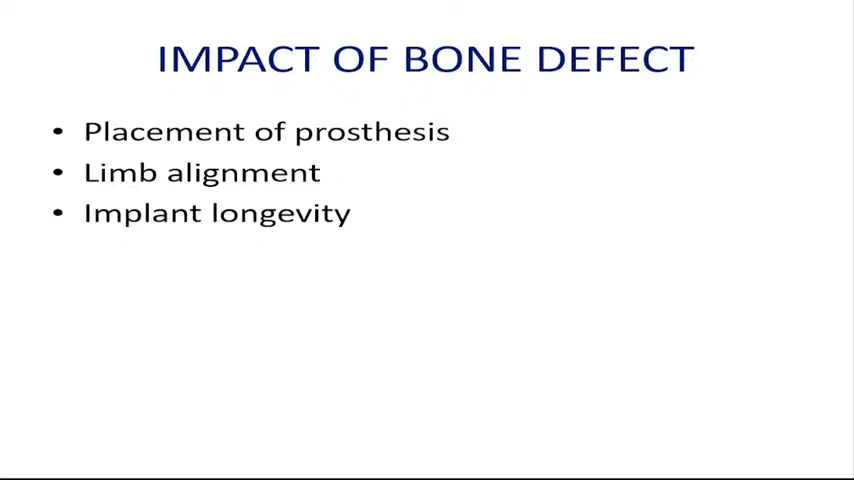 IMPACT OF BONE DEFECT
• Placement of prosthesis
• Limb alignment
• Implant longevity